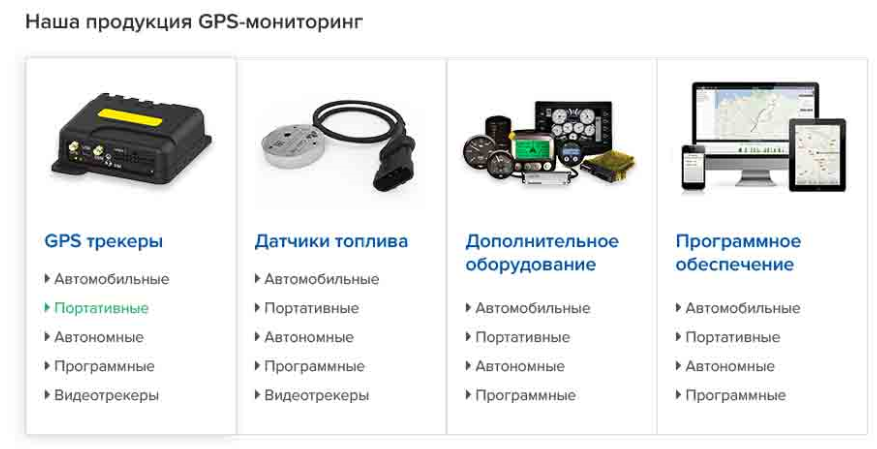 Наша продукция GPS-мониторинг
GPS трекеры
Автомобильные
Портативные
Автономные
Программные
Видеотрекеры
Датчики топлива
Автомобильные
Портативные
Автономные
Программные
Видеотрекеры
Дополнительное
оборудование
Автомобильные
Портативные
Автономные
Программные
Программное
обеспечение
Автомобильные
Портативные
Автономные
Программные